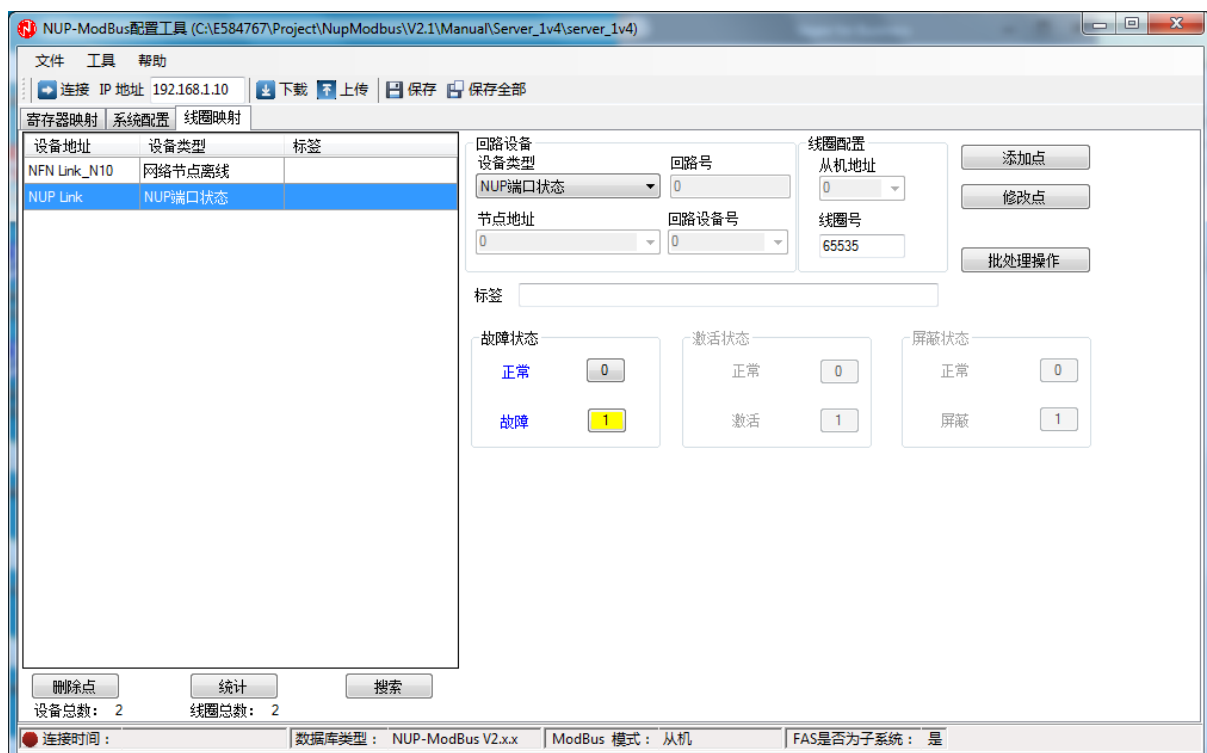 NUP-ModBus配置工具 (C:\E584767\Project\NupModbus\V2.1\Manual\Server_1v4\server_1v4)
文件 工具 帮助
连接 IP 地址 192.168.1.10 下载 上传 保存 保存全部
寄存器映射 系统配置 线圈映射
设备地址 设备类型 标签
NFN Link_N10 网络节点离线
NUP Link NUP端口状态
回路设备
设备类型 回路号
NUP端口状态 0
节点地址 回路设备号
0 0
线圈配置
从机地址
0
线圈号
65535
添加点
修改点
批处理操作
标签
故障状态 激活状态 屏蔽状态
正常 0 正常 0 正常 0
故障 1 激活 1 屏蔽 1
删除点 统计 搜索
设备总数： 2 线圈总数： 2
连接时间： 数据库类型： NUP-ModBus V2.x.x ModBus 模式： 从机 FAS是否为子系统： 是